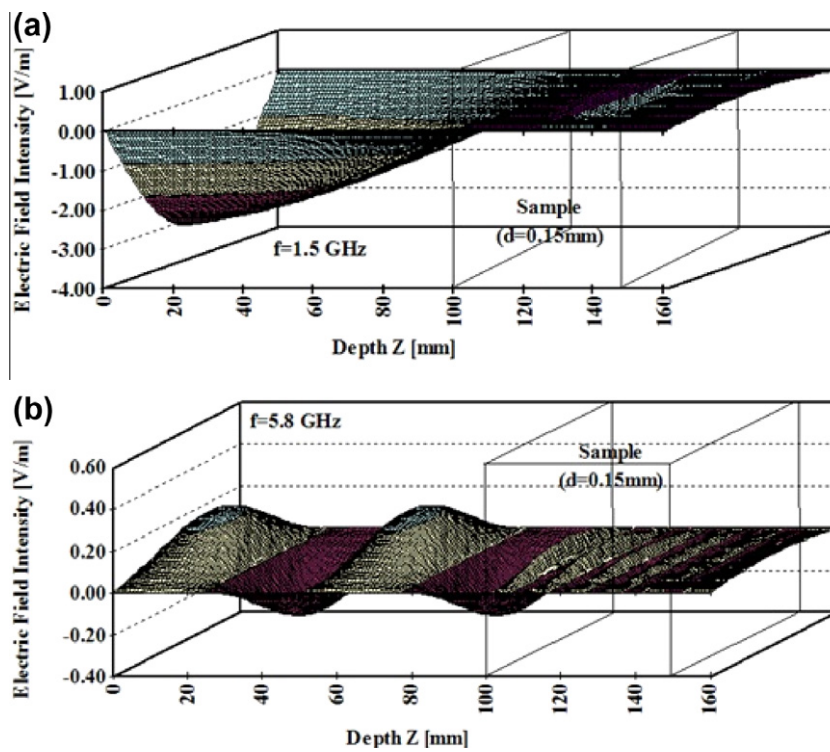 (a)
Electric Field Intensity [V/m]
1.00
0.00
-1.00
-2.00
-3.00
-4.00
f=1.5 GHz
Sample
(d=0.15mm)
0
20
40
60
80
100
120
140
160
Depth Z [mm]
(b)
Electric Field Intensity [V/m]
0.60
0.40
0.20
0.00
-0.20
-0.40
f=5.8 GHz
Sample
(d=0.15mm)
0
20
40
60
80
100
120
140
160
Depth Z [mm]